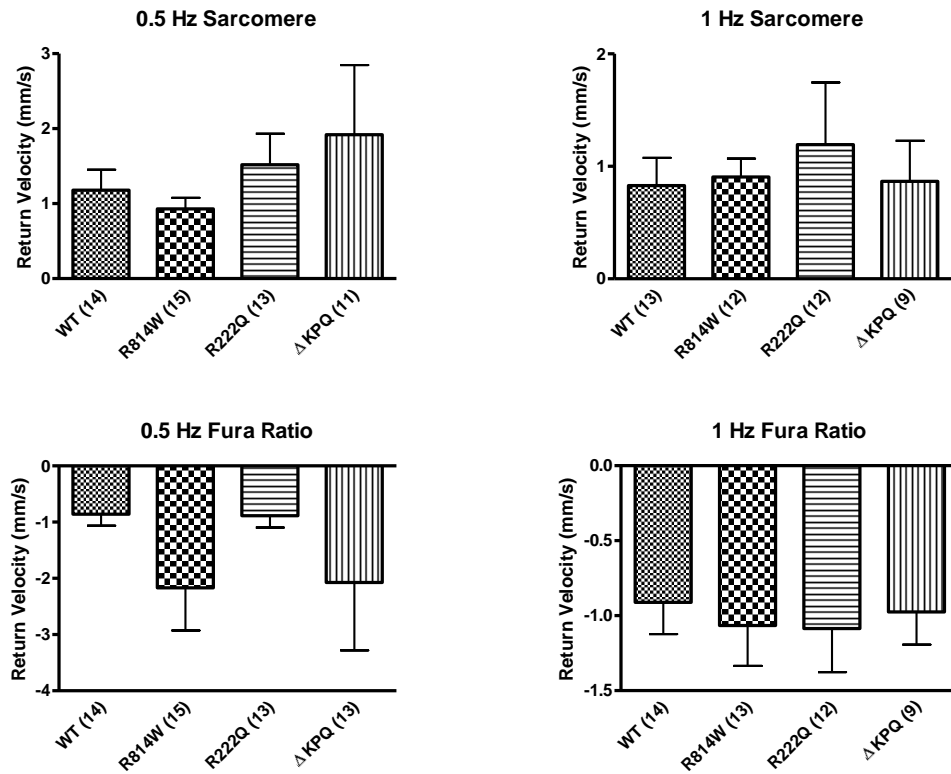 0.5 Hz Sarcomere
Return Velocity (mm/s)
3
2
1
0
WT (14)
R814W (15)
R222Q (13)
Δ KPQ (11)
1 Hz Sarcomere
Return Velocity (mm/s)
2
1
0
WT (13)
R814W (12)
R222Q (12)
Δ KPQ (9)
0.5 Hz Fura Ratio
Return Velocity (mm/s)
0
-1
-2
-3
-4
WT (14)
R814W (15)
R222Q (13)
Δ KPQ (13)
1 Hz Fura Ratio
Return Velocity (mm/s)
0.0
-0.5
-1.0
-1.5
WT (14)
R814W (13)
R222Q (12)
Δ KPQ (9)